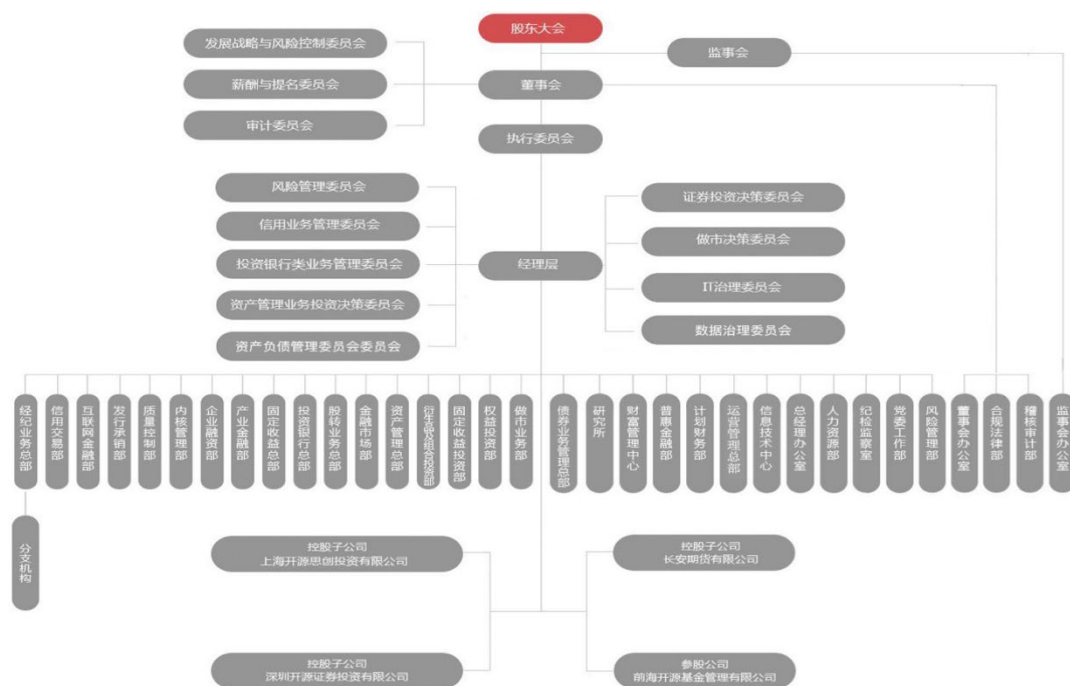 股东大会
监事会
发展战略与风险控制委员会
薪酬与提名委员会
审计委员会
董事会
执行委员会
风险管理委员会
信用业务管理委员会
投资银行类业务管理委员会
资产管理业务投资决策委员会
资产负债管理委员会委员会
经理层
证券投资决策委员会
做市决策委员会
IT治理委员会
数据治理委员会
经纪业务总部
信用交易部
互联网金融部
发行承销部
质量控制部
内核管理部
企业融资部
产业金融部
固定收益总部
投资银行总部
股转业务总部
金融市场部
资产管理总部
衍生品及组合投资部
固定收益投资部
权益投资部
做市业务部
债券业务管理总部
研究所
财富管理中心
普惠金融部
计划财务部
运营管理总部
信息技术中心
总经理办公室
人力资源部
纪检监察室
党委工作部
风险管理部
董事会办公室
合规法律部
稽核审计部
监事会办公室
分支机构
控股子公司
上海开源思创投资有限公司
控股子公司
长安期货有限公司
控股子公司
深圳开源证券投资有限公司
参股公司
前海开源基金管理有限公司